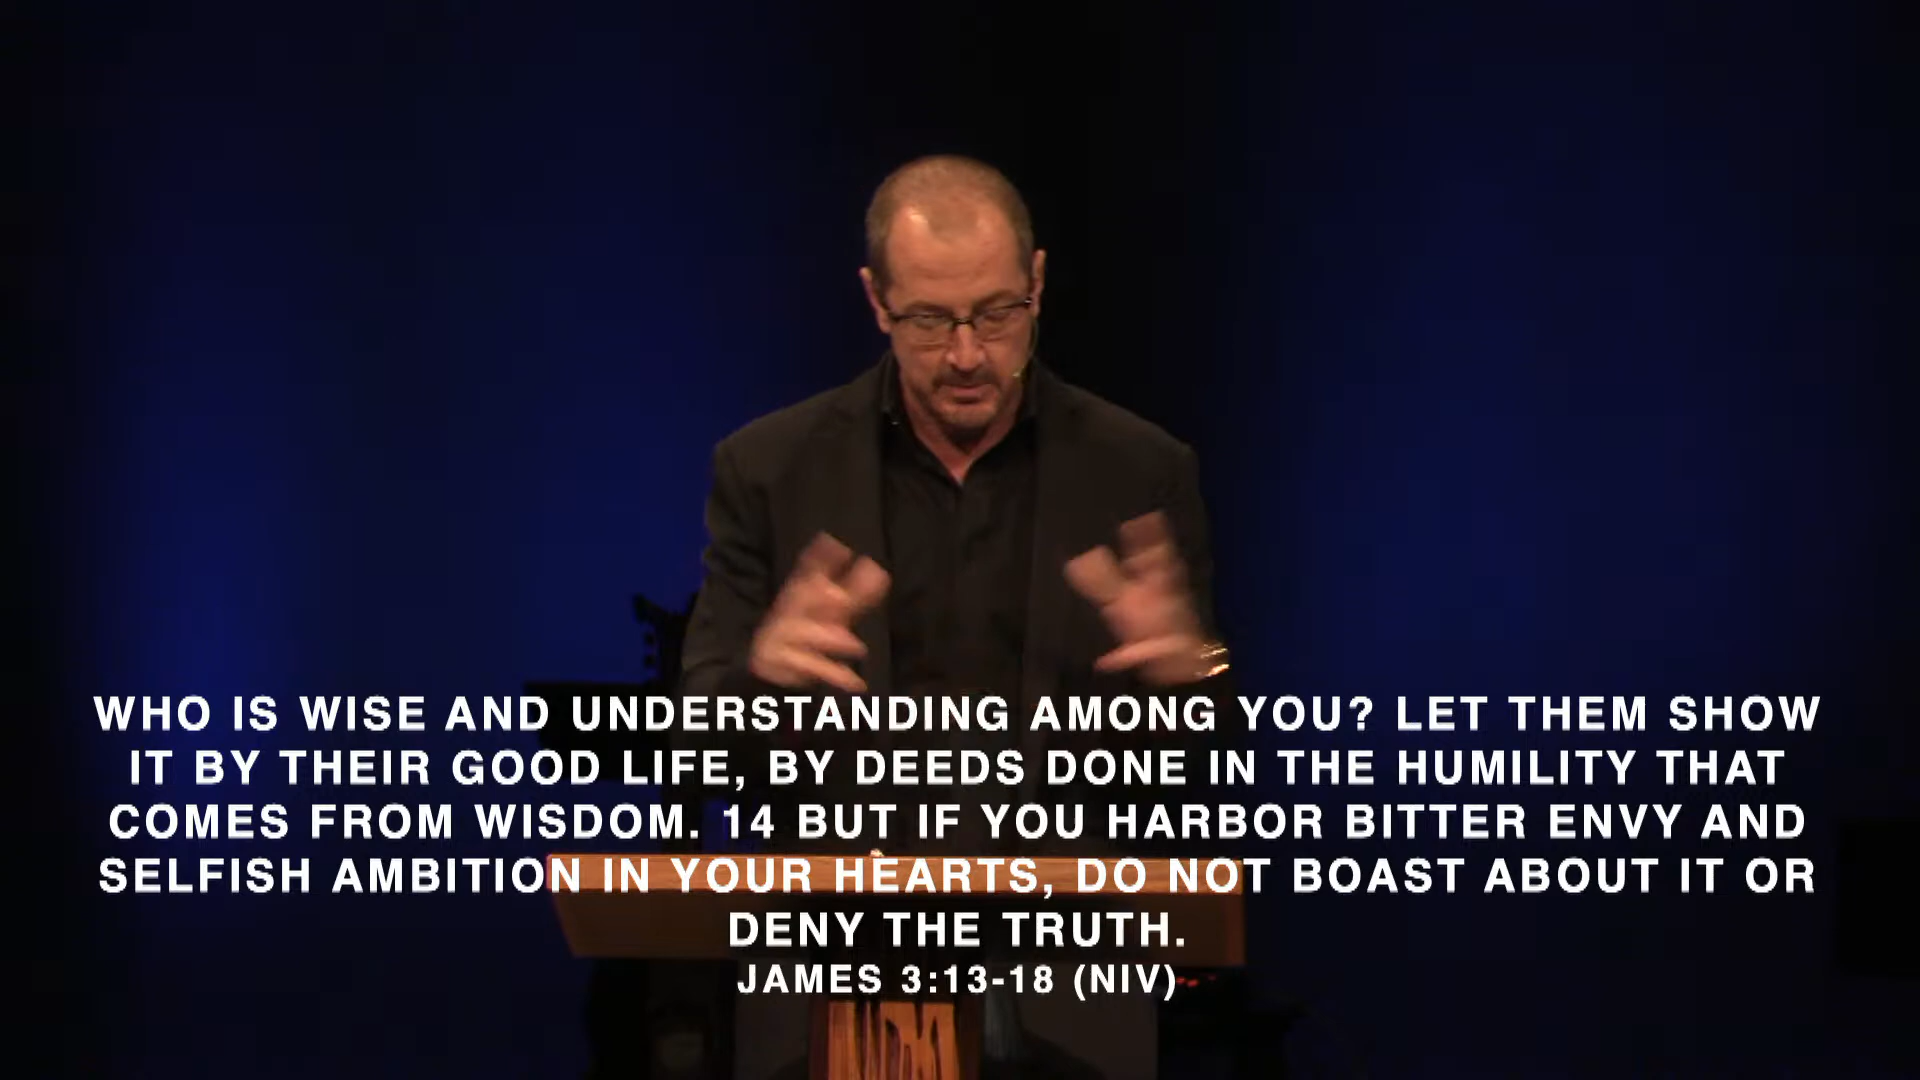 WHO IS WISE AND UNDERSTANDING AMONG YOU? LET THEM SHOW
IT BY THEIR GOOD LIFE, BY DEEDS DONE IN THE HUMILITY THAT
COMES FROM WISDOM. 14 BUT IF YOU HARBOR BITTER ENVY AND
SELFISH AMBITION IN YOUR HEARTS, DO NOT BOAST ABOUT IT OR
DENY THE TRUTH.
JAMES 3:13-18 (NIV)